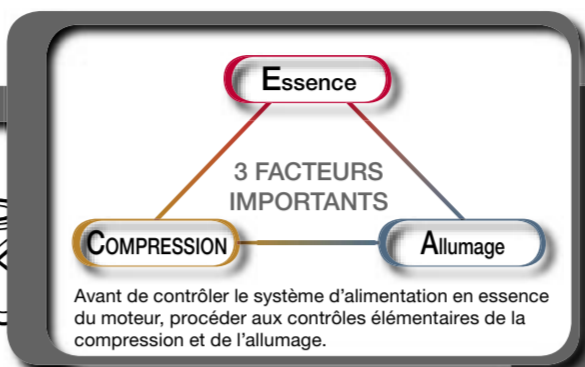 Essence
3 FACTEURS
IMPORTANTS
COMPRESSION
Allumage
Avant de contrôler le système d'alimentation en essence
du moteur, procéder aux contrôles élémentaires de la
compression et de l'allumage.